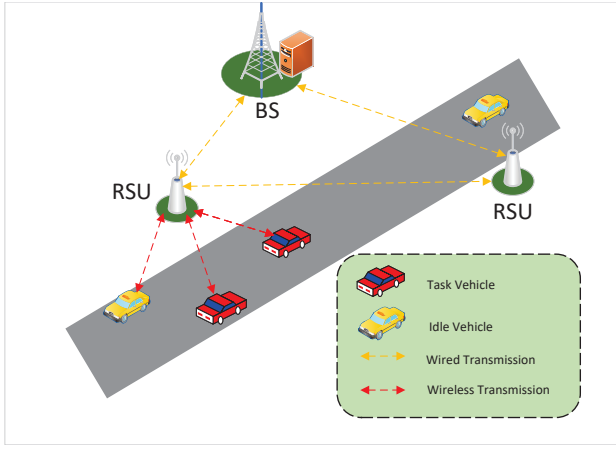 BS
RSU
RSU
Task Vehicle
Idle Vehicle
Wired Transmission
Wireless Transmission